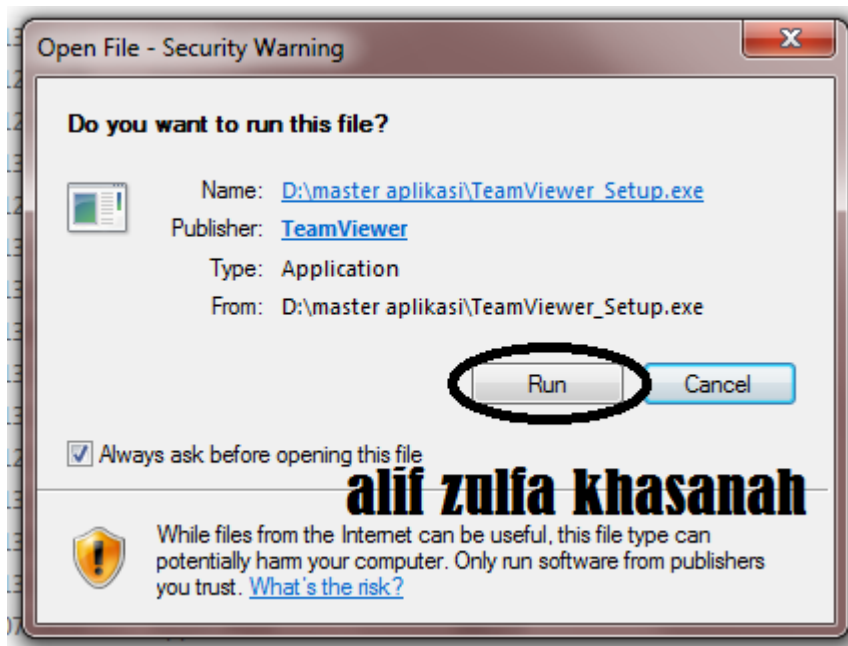 Open File - Security Warning
Do you want to run this file?
Name: D:\master aplikasi\TeamViewer_Setup.exe
Publisher: TeamViewer
Type: Application
From: D:\master aplikasi\TeamViewer_Setup.exe
Run Cancel
Always ask before opening this file
alif zulfa khasanah
While files from the Internet can be useful, this file type can
potentially harm your computer. Only run software from publishers
you trust. What's the risk?